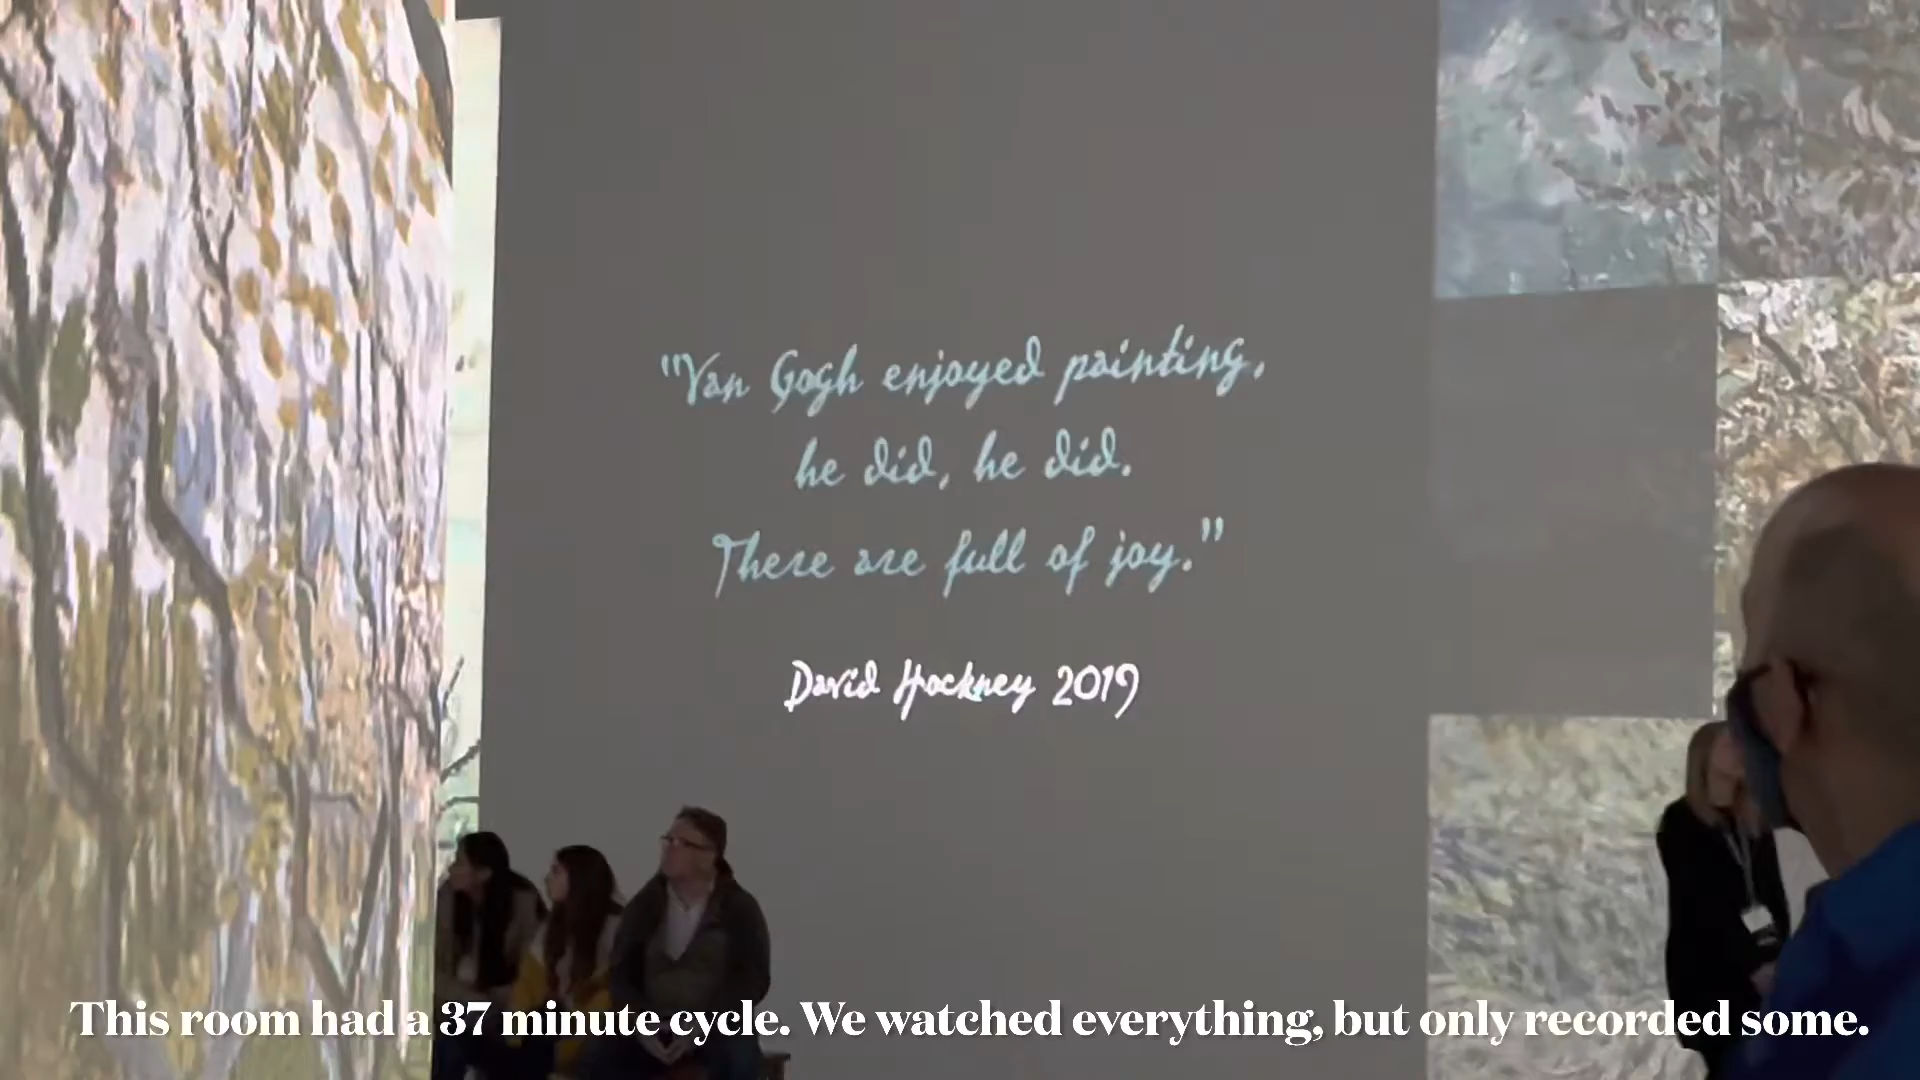 "Van Gogh enjoyed painting,
he did, he did.
There are full of joy."
David Hockney 2019
This room had a 37 minute cycle. We watched everything, but only recorded some.